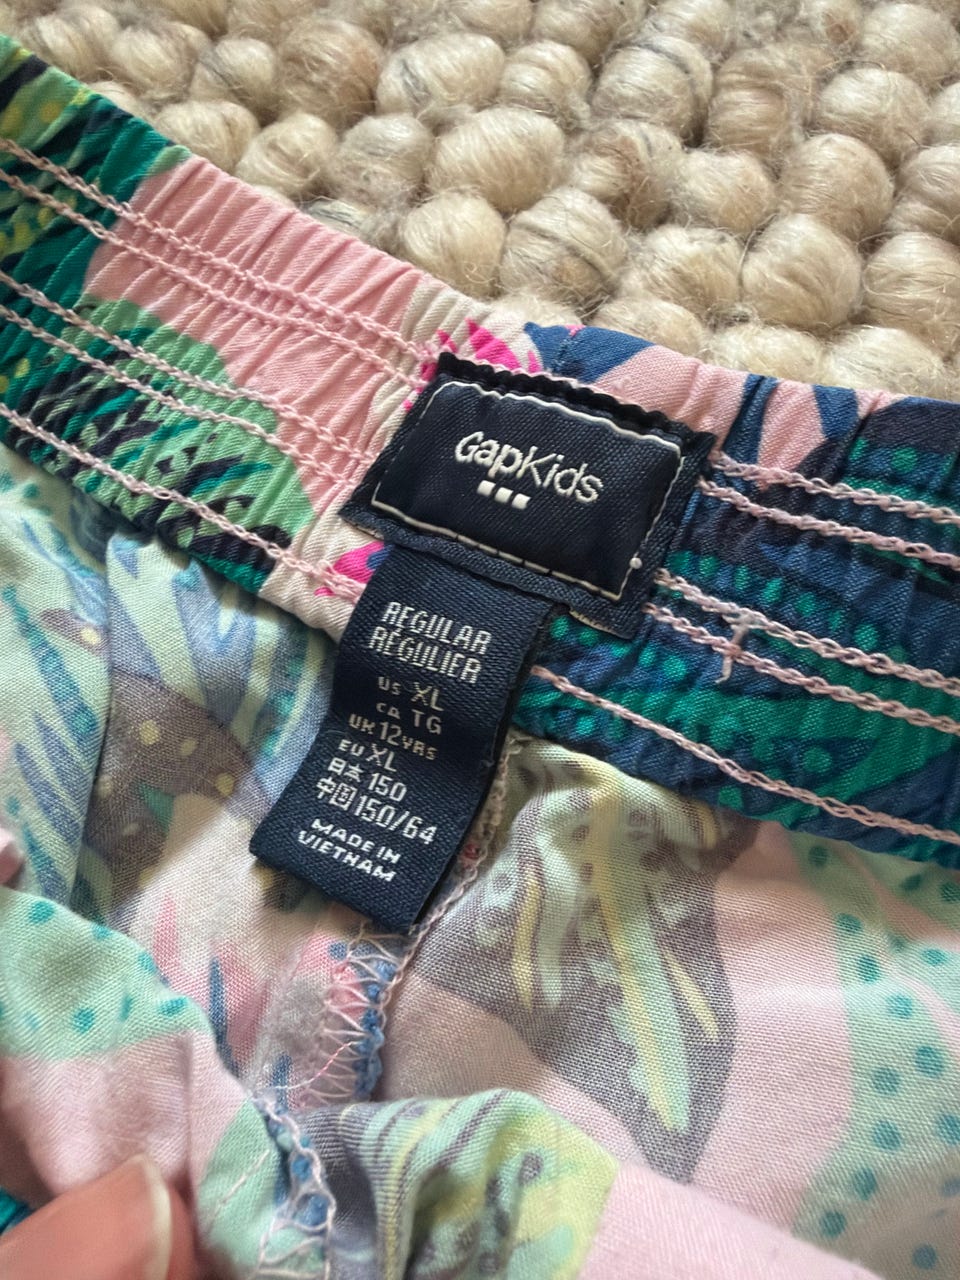 GapKids
REGULAR
RÉGULIER
US XL
CA TG
UK 12YRS
EU XL
日本 150
中国 150/64
MADE IN
VIETNAM